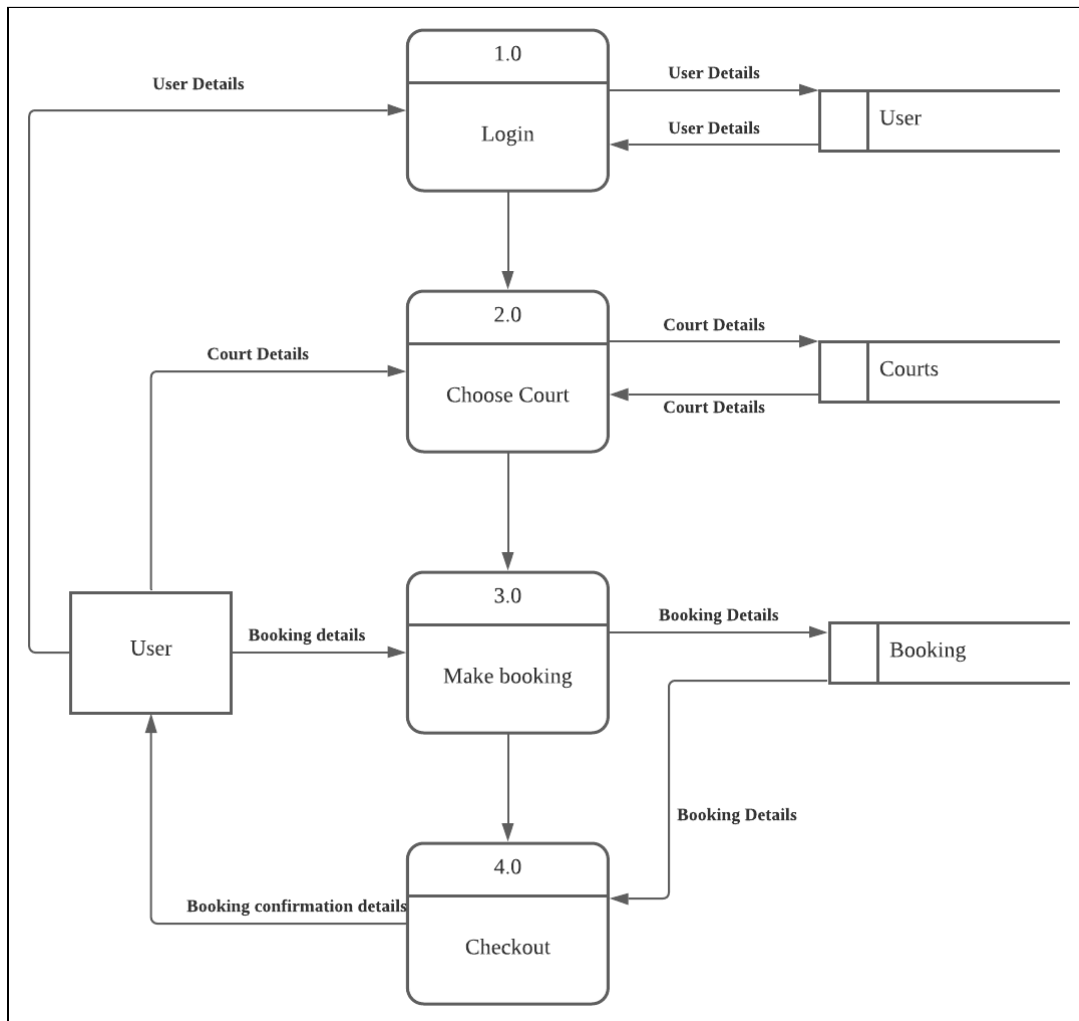 1.0
User Details
User Details
User
Login
User Details
2.0
Court Details
Court Details
Courts
Choose Court
Court Details
3.0
Booking Details
User
Booking details
Booking
Make booking
Booking Details
4.0
Booking confirmation details
Checkout